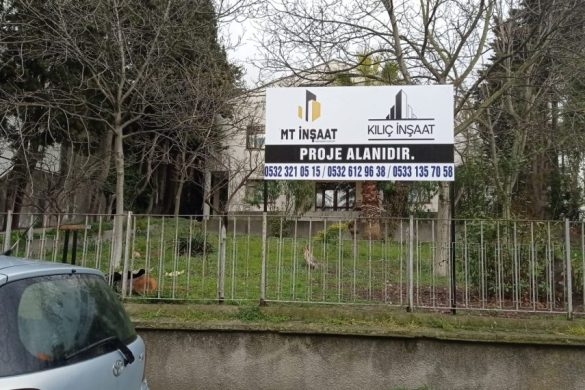 MT İNŞAAT
KILIÇ İNŞAAT
PROJE ALANIDIR.
0532 321 05 15 / 0532 612 96 38 / 0533 135 70 58